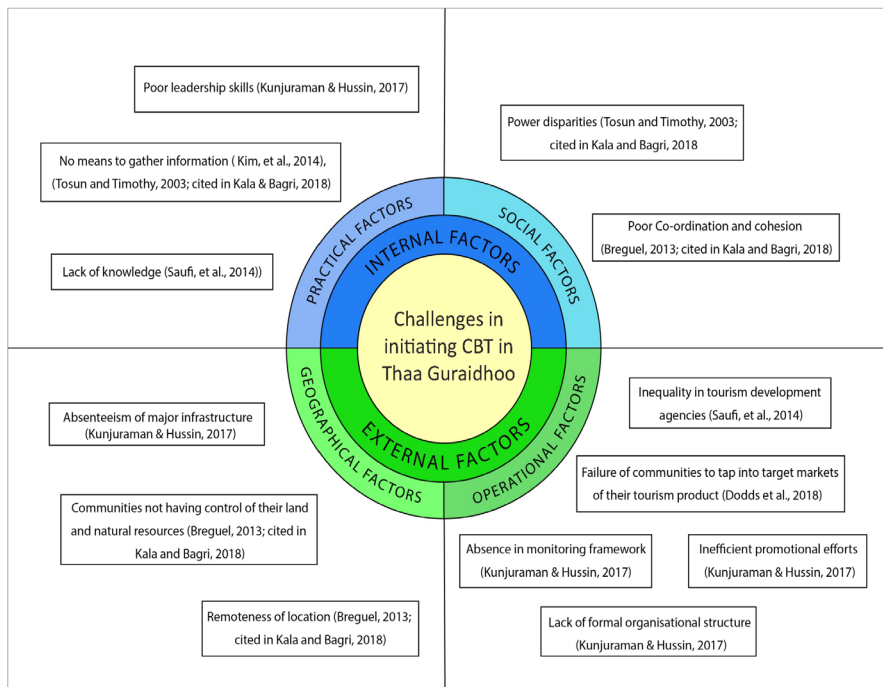 Poor leadership skills (Kunjuraman & Hussin, 2017)
No means to gather information ( Kim, et al., 2014),
(Tosun and Timothy, 2003; cited in Kala & Bagri, 2018)
Lack of knowledge (Saufi, et al., 2014))
Power disparities (Tosun and Timothy, 2003;
cited in Kala and Bagri, 2018
Poor Co-ordination and cohesion
(Breguel, 2013; cited in Kala and Bagri, 2018)
PRACTICAL FACTORS
SOCIAL FACTORS
INTERNAL FACTORS
Challenges in
initiating CBT in
Thaa Guraidhoo
EXTERNAL FACTORS
GEOGRAPHICAL FACTORS
OPERATIONAL FACTORS
Absenteeism of major infrastructure
(Kunjuraman & Hussin, 2017)
Communities not having control of their land
and natural resources (Breguel, 2013; cited in
Kala and Bagri, 2018)
Remoteness of location (Breguel, 2013;
cited in Kala and Bagri, 2018)
Inequality in tourism development
agencies (Saufi, et al., 2014)
Failure of communities to tap into target markets
of their tourism product (Dodds et al., 2018)
Absence in monitoring framework
(Kunjuraman & Hussin, 2017)
Inefficient promotional efforts
(Kunjuraman & Hussin, 2017)
Lack of formal organisational structure
(Kunjuraman & Hussin, 2017)